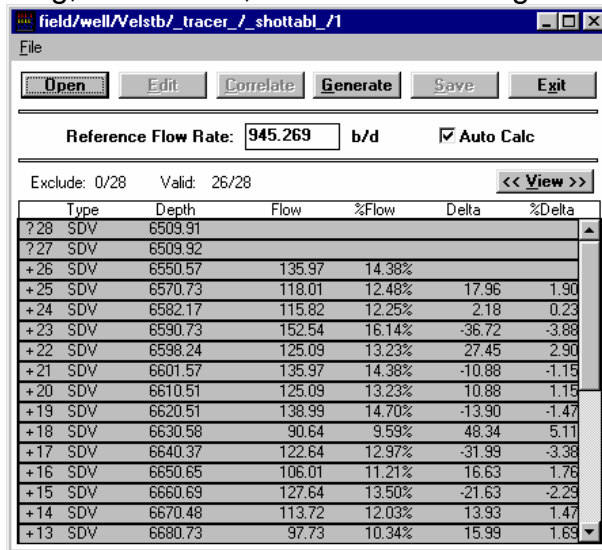 field/well/Velstb/_tracer_/_shottabl_/1
File
Open Edit Correlate Generate Save Exit
Reference Flow Rate: 945.269 b/d Auto Calc
Exclude: 0/28 Valid: 26/28 << View >>
Type Depth Flow %Flow Delta %Delta
?28 SDV 6509.91
?27 SDV 6509.92
+26 SDV 6550.57 135.97 14.38%
+25 SDV 6570.73 118.01 12.48% 17.96 1.90
+24 SDV 6582.17 115.82 12.25% 2.18 0.23
+23 SDV 6590.73 152.54 16.14% -36.72 -3.88
+22 SDV 6598.24 125.09 13.23% 27.45 2.90
+21 SDV 6601.57 135.97 14.38% -10.88 -1.15
+20 SDV 6610.51 125.09 13.23% 10.88 1.15
+19 SDV 6620.51 138.99 14.70% -13.90 -1.47
+18 SDV 6630.58 90.64 9.59% 48.34 5.11
+17 SDV 6640.37 122.64 12.97% -31.99 -3.38
+16 SDV 6650.65 106.01 11.21% 16.63 1.76
+15 SDV 6660.69 127.64 13.50% -21.63 -2.29
+14 SDV 6670.48 113.72 12.03% 13.93 1.47
+13 SDV 6680.73 97.73 10.34% 15.99 1.69